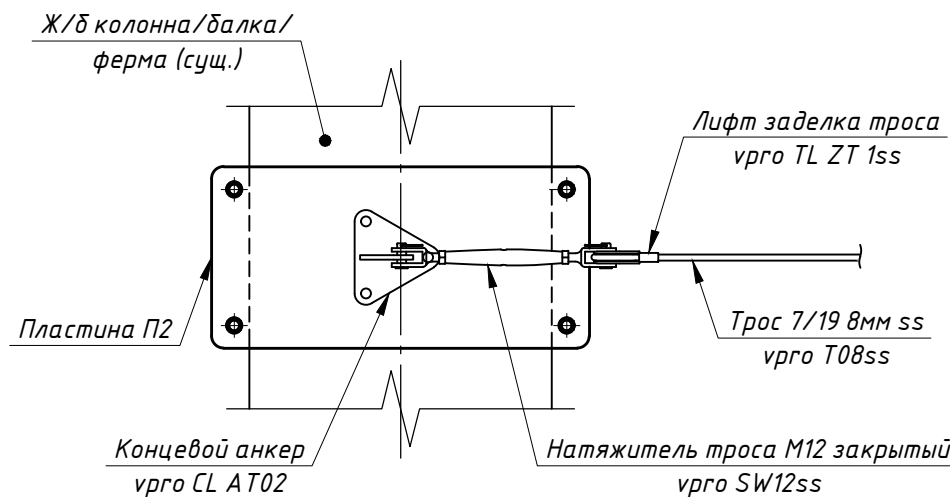 Ж/б колонна/балка/
ферма (сущ.)
Лифт заделка троса
vpro TL ZT 1ss
Пластина П2
Трос 7/19 8мм ss
vpro T08ss
Концевой анкер
vpro CL AT02
Натяжитель троса М12 закрытый
vpro SW12ss